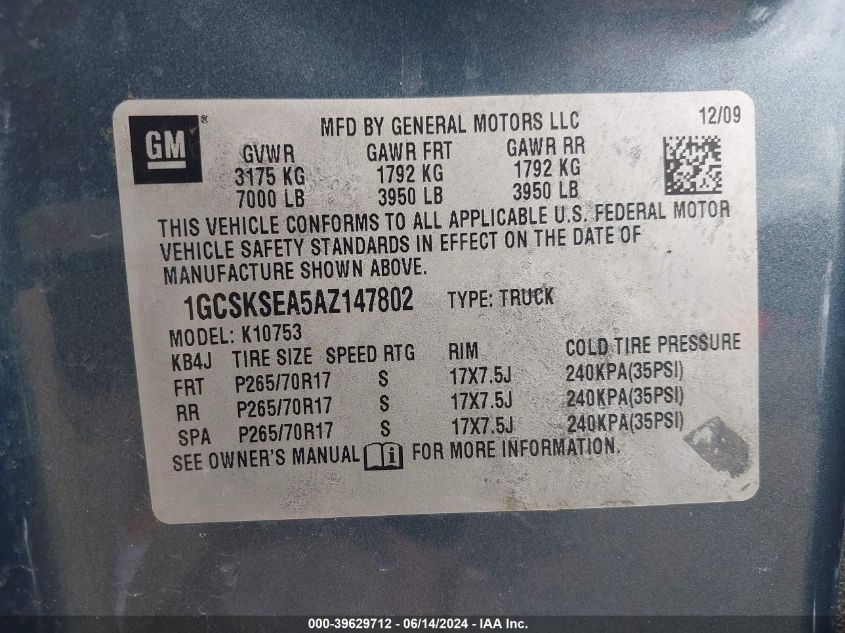 GM ®
MFD BY GENERAL MOTORS LLC 12/09
GVWR GAWR FRT GAWR RR
3175 KG 1792 KG 1792 KG
7000 LB 3950 LB 3950 LB
THIS VEHICLE CONFORMS TO ALL APPLICABLE U.S. FEDERAL MOTOR
VEHICLE SAFETY STANDARDS IN EFFECT ON THE DATE OF
MANUFACTURE SHOWN ABOVE.
1GCSKSEA5AZ147802 TYPE: TRUCK
MODEL: K10753
KB4J TIRE SIZE SPEED RTG RIM COLD TIRE PRESSURE
FRT P265/70R17 S 17X7.5J 240KPA(35PSI)
RR P265/70R17 S 17X7.5J 240KPA(35PSI)
SPA P265/70R17 S 17X7.5J 240KPA(35PSI)
SEE OWNER'S MANUAL i FOR MORE INFORMATION.
000-39629712 - 06/14/2024 - IAA Inc.